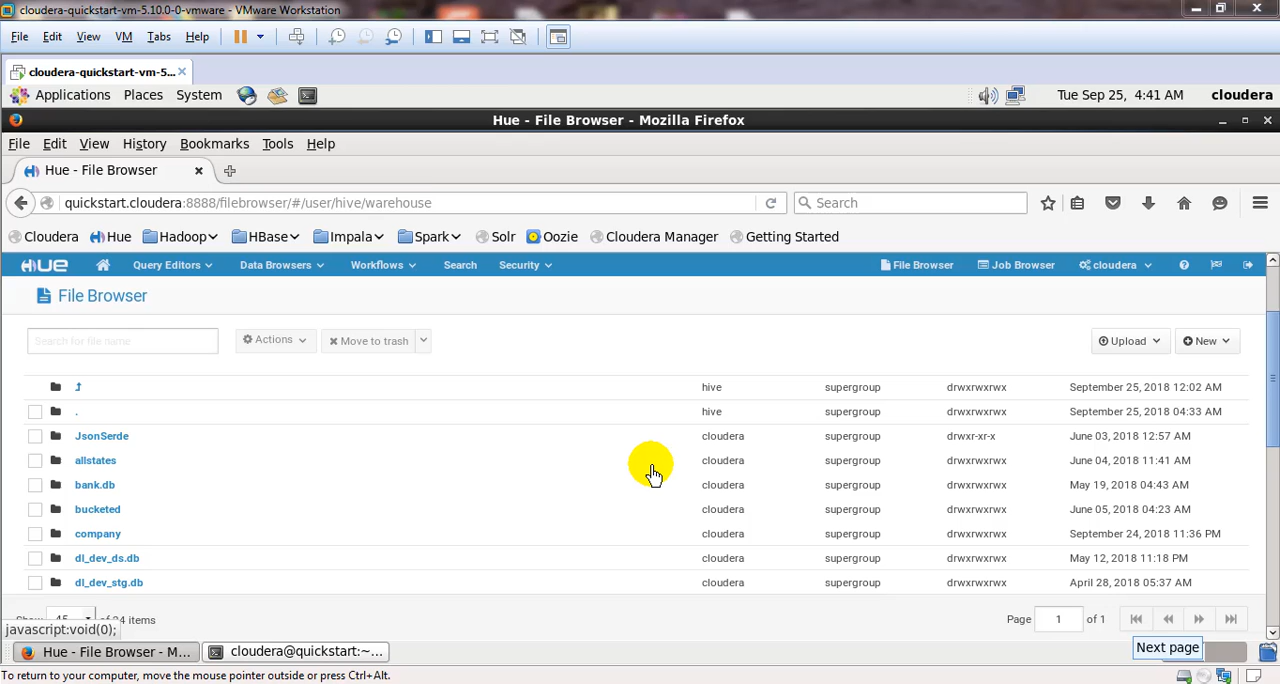 cloudera-quickstart-vm-5.10.0-0-vmware - VMware Workstation
File Edit View VM Tabs Help
cloudera-quickstart-vm-5...
Applications Places System Tue Sep 25, 4:41 AM cloudera
Hue - File Browser - Mozilla Firefox
File Edit View History Bookmarks Tools Help
Hue - File Browser
quickstart.cloudera:8888/filebrowser/#/user/hive/warehouse Search
Cloudera Hue Hadoop HBase Impala Spark Solr Oozie Cloudera Manager Getting Started
HUE Query Editors Data Browsers Workflows Search Security File Browser Job Browser cloudera
File Browser
Search for file name Actions Move to trash Upload New
hive supergroup drwxrwxrwx September 25, 2018 12:02 AM
. hive supergroup drwxrwxrwx September 25, 2018 04:33 AM
JsonSerde cloudera supergroup drwxr-xr-x June 03, 2018 12:57 AM
allstates cloudera supergroup drwxrwxrwx June 04, 2018 11:41 AM
bank.db cloudera supergroup drwxrwxrwx May 19, 2018 04:43 AM
bucketed cloudera supergroup drwxrwxrwx June 05, 2018 04:23 AM
company cloudera supergroup drwxrwxrwx September 24, 2018 11:36 PM
dl_dev_ds.db cloudera supergroup drwxrwxrwx May 12, 2018 11:18 PM
dl_dev_stg.db cloudera supergroup drwxrwxrwx April 28, 2018 05:37 AM
Show 45 of items Page 1 of 1
javascript:void(0);
Next page
Hue - File Browser - M... cloudera@quickstart:~...
To return to your computer, move the mouse pointer outside or press Ctrl+Alt.